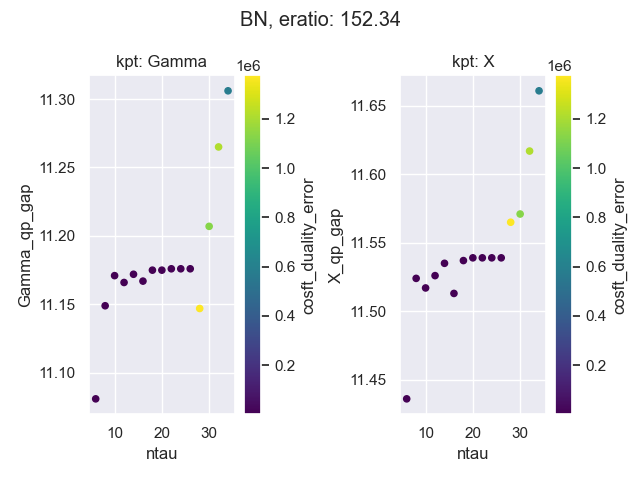 BN, eratio: 152.34
kpt: Gamma
1e6
11.30
11.25
11.20
11.15
11.10
Gamma_qp_gap
10
20
30
ntau
1.2
1.0
0.8
0.6
0.4
0.2
cosft_duality_error
kpt: X
1e6
11.65
11.60
11.55
11.50
11.45
X_qp_gap
10
20
30
ntau
1.2
1.0
0.8
0.6
0.4
0.2
cosft_duality_error